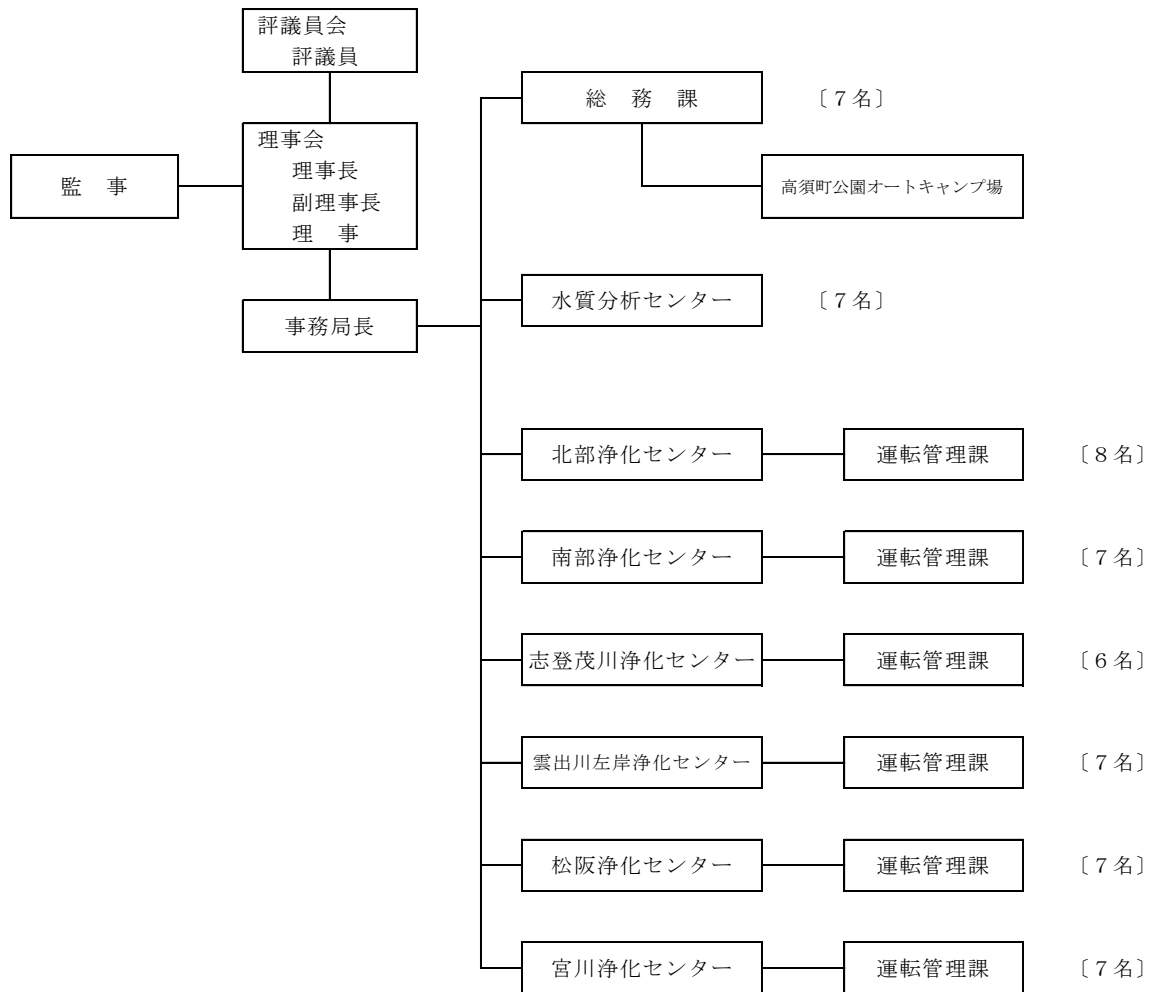 評議員会
評議員
理事会
理事長
副理事長
理　事
監　事
事務局長
総　務　課 〔７名〕
高須町公園オートキャンプ場
水質分析センター 〔７名〕
北部浄化センター 運転管理課 〔８名〕
南部浄化センター 運転管理課 〔７名〕
志登茂川浄化センター 運転管理課 〔６名〕
雲出川左岸浄化センター 運転管理課 〔７名〕
松阪浄化センター 運転管理課 〔７名〕
宮川浄化センター 運転管理課 〔７名〕